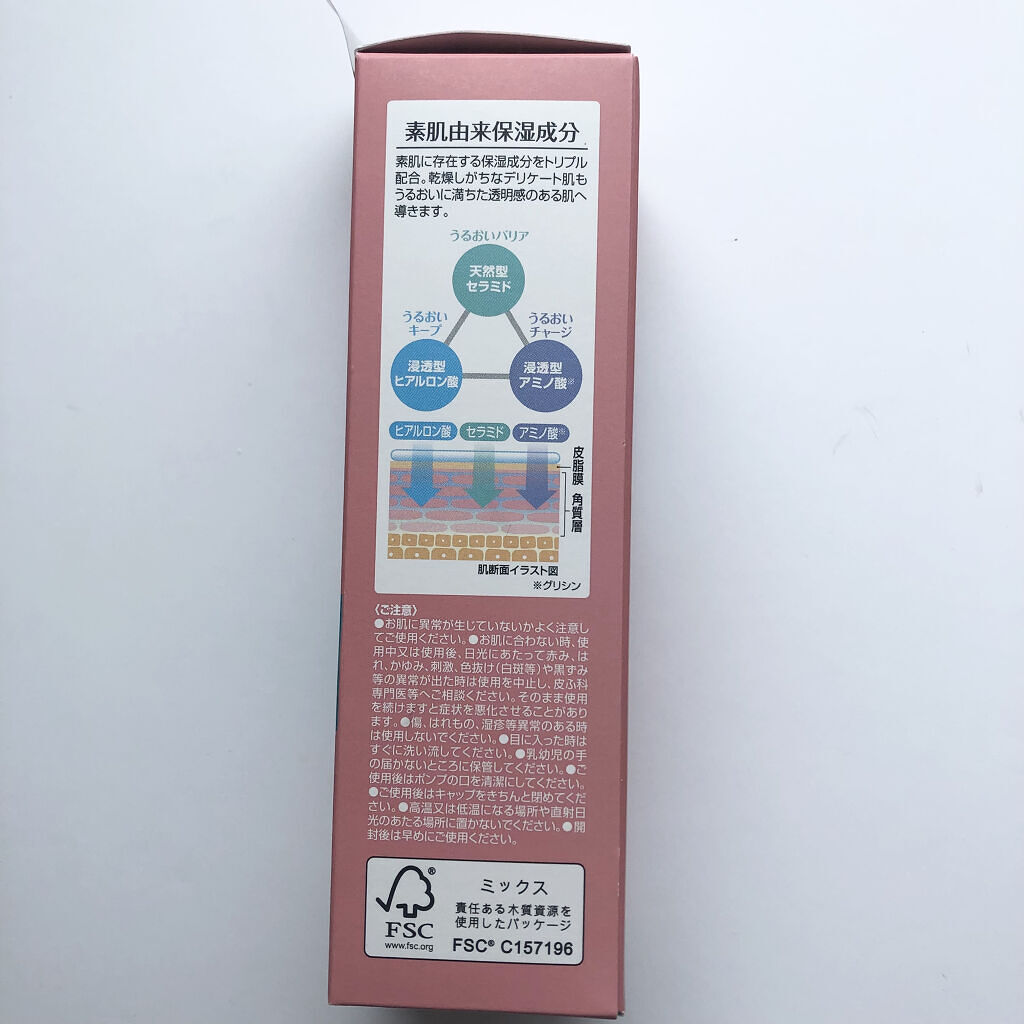 素肌由来保湿成分
素肌に存在する保湿成分をトリプル
配合。乾燥しがちなデリケート肌も
うるおいに満ちた透明感のある肌へ
導きます。
うるおいバリア
天然型
セラミド
うるおい
キープ
うるおい
チャージ
浸透型
ヒアルロン酸
浸透型
アミノ酸※
ヒアルロン酸 セラミド アミノ酸※
皮脂膜
角質層
肌断面イラスト図
※グリシン
〈ご注意〉
●お肌に異常が生じていないかよく注意し
てご使用ください。●お肌に合わない時、使
用中又は使用後、日光にあたって赤み、は
れ、かゆみ、刺激、色抜け(白斑等)や黒ずみ
等の異常が出た時は使用を中止し、皮ふ科
専門医等へご相談ください。そのまま使用
を続けますと症状を悪化させることがあり
ます。●傷、はれもの、湿疹等異常のある時
は使用しないでください。●目に入った時は
すぐに洗い流してください。●乳幼児の手
の届かないところに保管してください。●ご
使用後はポンプの口を清潔にしてください。
●ご使用後はキャップをきちんと閉めてくだ
さい。●高温又は低温になる場所や直射日
光のあたる場所に置かないでください。●開
封後は早めにご使用ください。
®
FSC
www.fsc.org
ミックス
責任ある木質資源を
使用したパッケージ
FSC® C157196